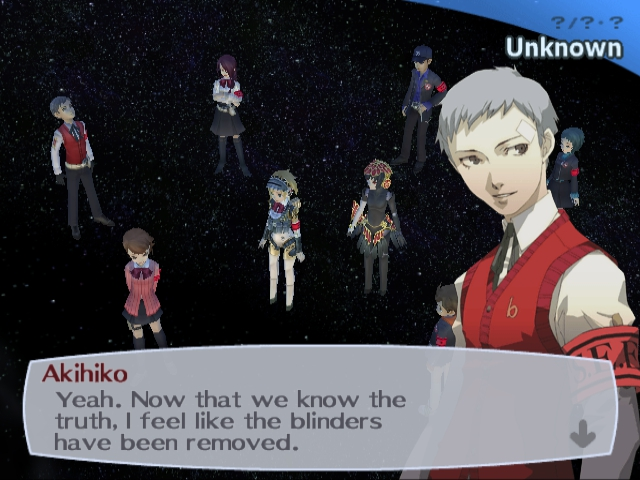 ?/?・?
Unknown
S.E.E
Akihiko
Yeah. Now that we know the
truth, I feel like the blinders
have been removed.